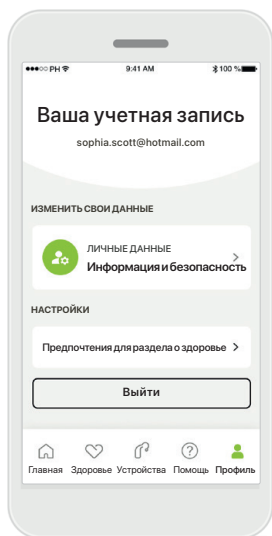 ●●●○○ PH 9:41 AM 100 %
Ваша учетная запись
sophia.scott@hotmail.com
ИЗМЕНИТЬ СВОИ ДАННЫЕ
ЛИЧНЫЕ ДАННЫЕ
Информация и безопасность
НАСТРОЙКИ
Предпочтения для раздела о здоровье
Выйти
Главная Здоровье Устройства Помощь Профиль